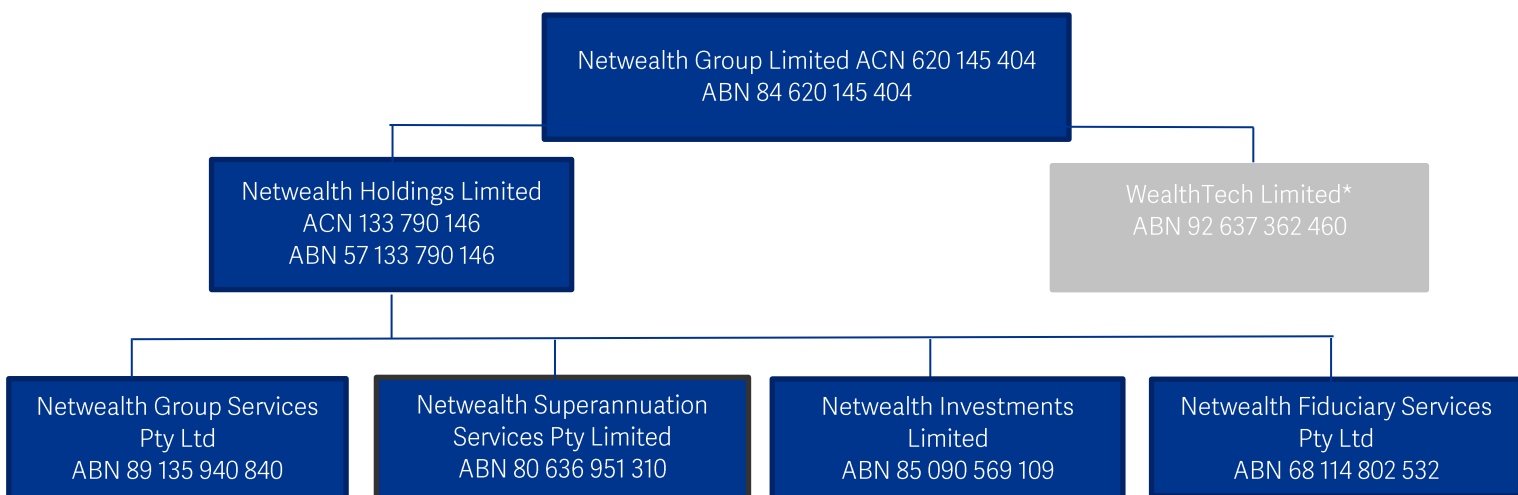 Netwealth Group Limited ACN 620 145 404
ABN 84 620 145 404
Netwealth Holdings Limited
ACN 133 790 146
ABN 57 133 790 146
WealthTech Limited*
ABN 92 637 362 460
Netwealth Group Services
Pty Ltd
ABN 89 135 940 840
Netwealth Superannuation
Services Pty Limited
ABN 80 636 951 310
Netwealth Investments
Limited
ABN 85 090 569 109
Netwealth Fiduciary Services
Pty Ltd
ABN 68 114 802 532